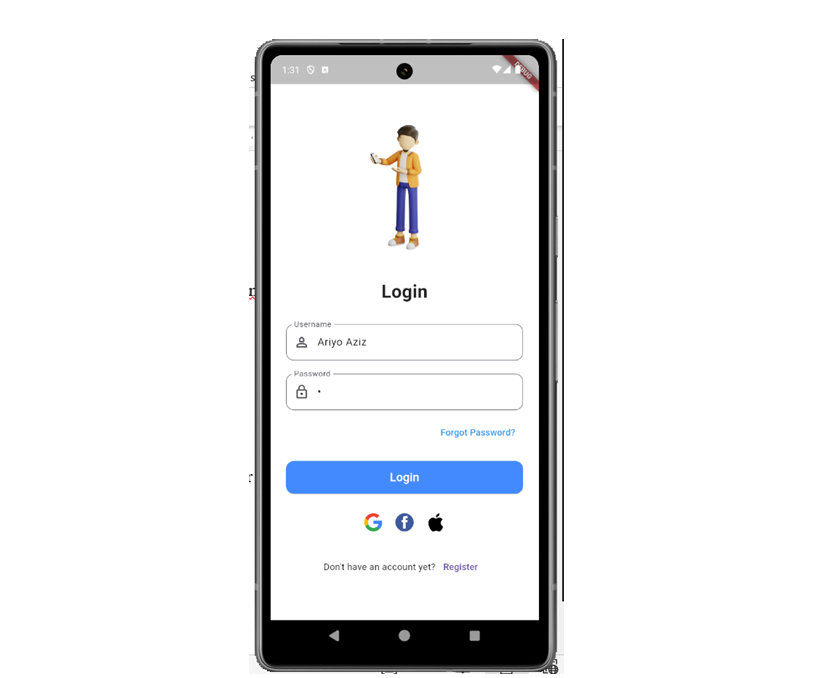 1:31
DEBUG
Login
Username
Ariyo Aziz
Password
•
Forgot Password?
Login
Don't have an account yet? Register